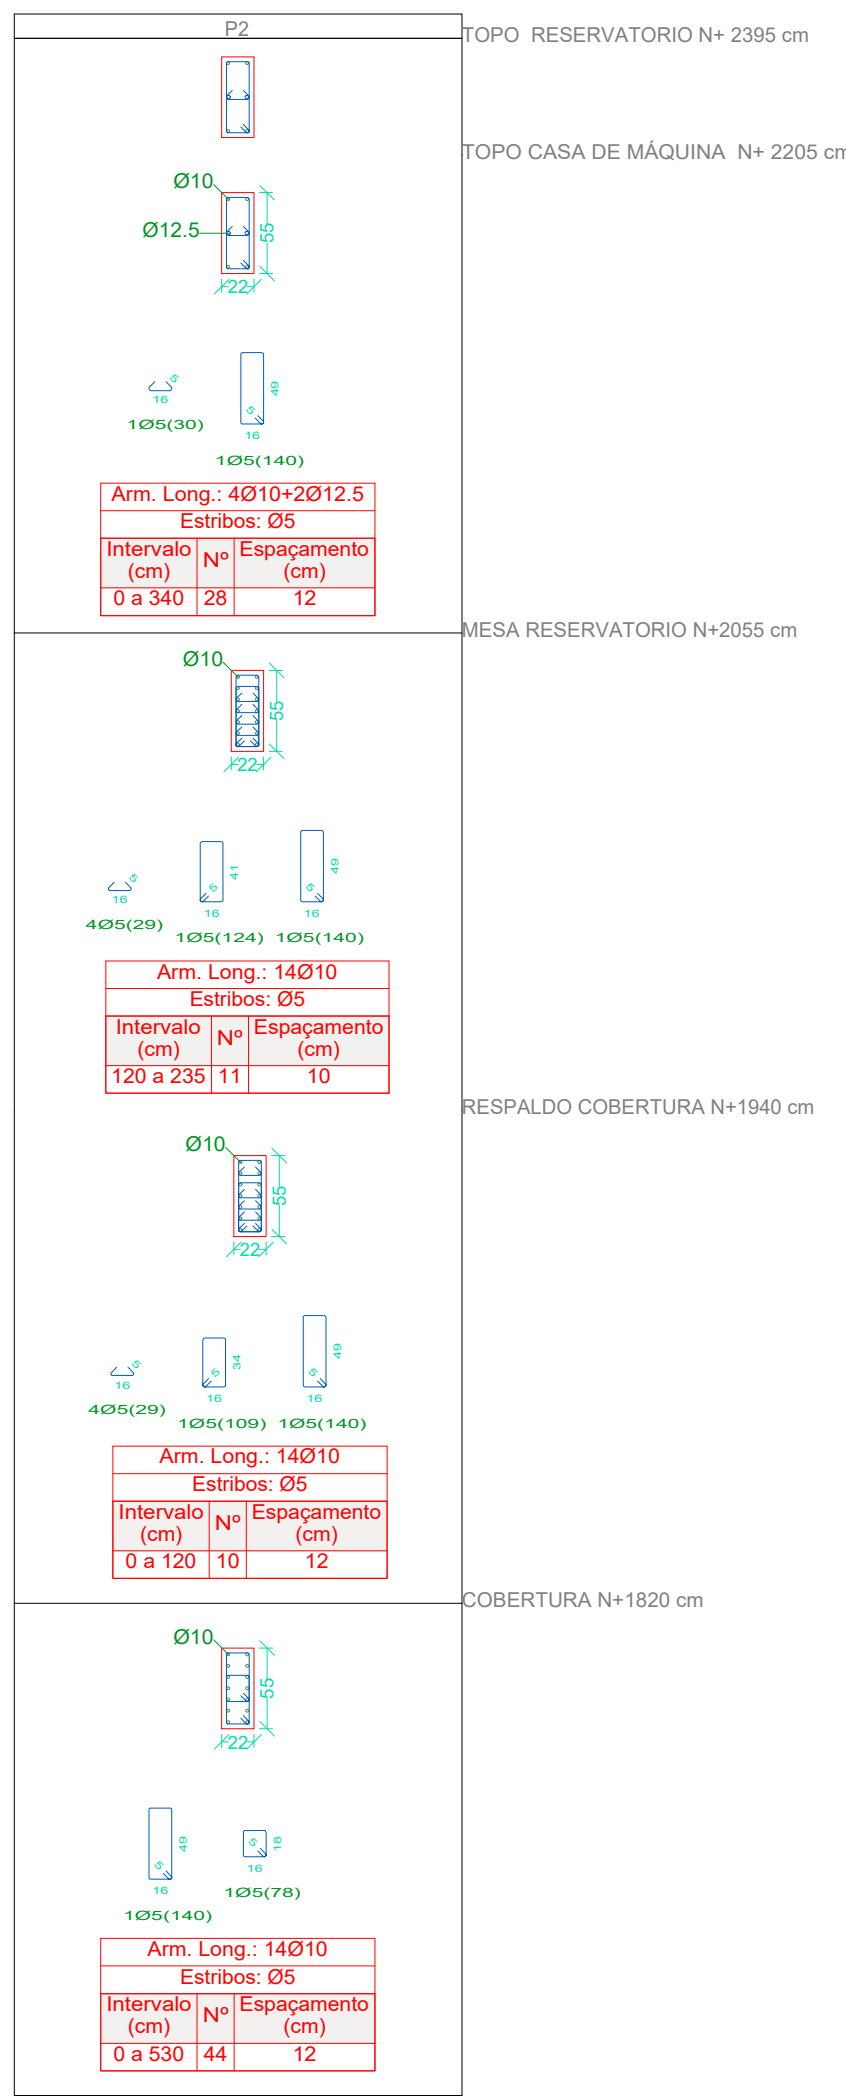 P2
TOPO RESERVATORIO N+ 2395 cm
TOPO CASA DE MÁQUINA N+ 2205 cm
Ø10
Ø12.5
55
22
5
16
1Ø5(30)
49
5
16
1Ø5(140)
Arm. Long.: 4Ø10+2Ø12.5
Estribos: Ø5
Intervalo (cm) Nº Espaçamento (cm)
0 a 340 28 12
MESA RESERVATORIO N+2055 cm
Ø10
55
22
5
16
4Ø5(29)
41
5
16
1Ø5(124)
49
5
16
1Ø5(140)
Arm. Long.: 14Ø10
Estribos: Ø5
Intervalo (cm) Nº Espaçamento (cm)
120 a 235 11 10
RESPALDO COBERTURA N+1940 cm
Ø10
55
22
5
16
4Ø5(29)
34
5
16
1Ø5(109)
49
5
16
1Ø5(140)
Arm. Long.: 14Ø10
Estribos: Ø5
Intervalo (cm) Nº Espaçamento (cm)
0 a 120 10 12
COBERTURA N+1820 cm
Ø10
55
22
49
5
16
1Ø5(140)
18
5
16
1Ø5(78)
Arm. Long.: 14Ø10
Estribos: Ø5
Intervalo (cm) Nº Espaçamento (cm)
0 a 530 44 12